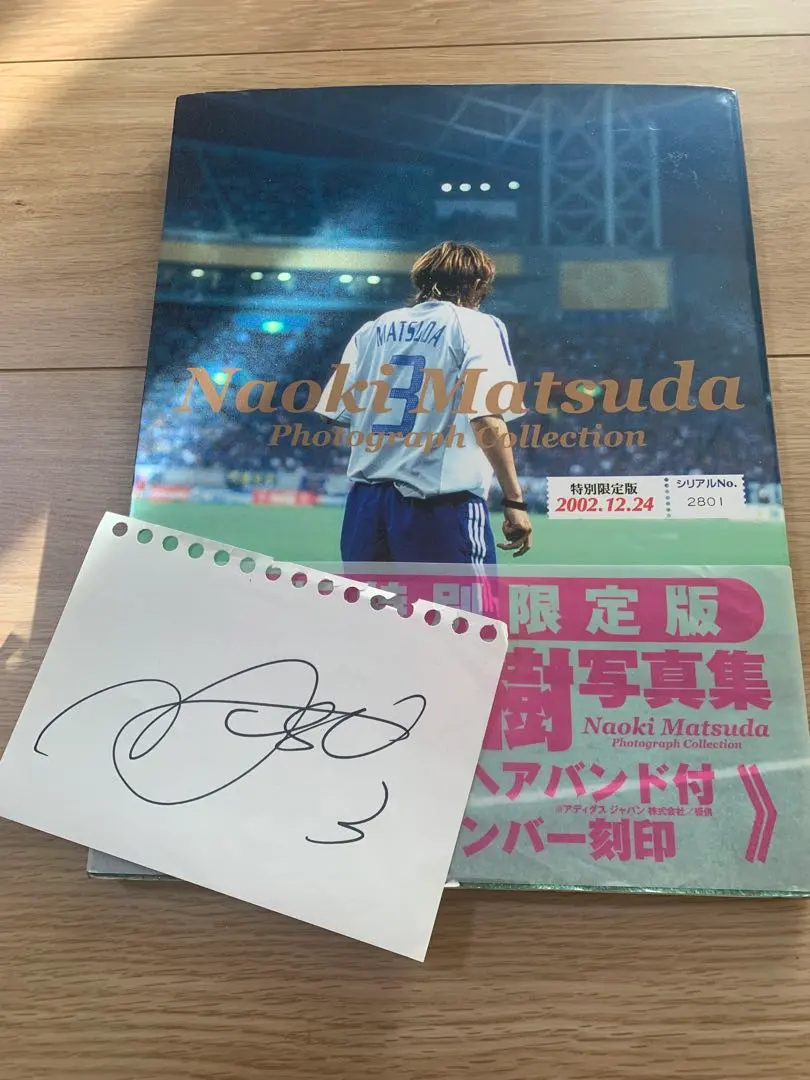 MATSUDA
3
Naoki Matsuda
Photograph Collection
特別限定版
2002.12.24
シリアルNo.
2801
特別限定版
樹写真集
Naoki Matsuda
Photograph Collection
ヘアバンド付
※アディダス ジャパン 株式会社/提供
ンバー刻印
3